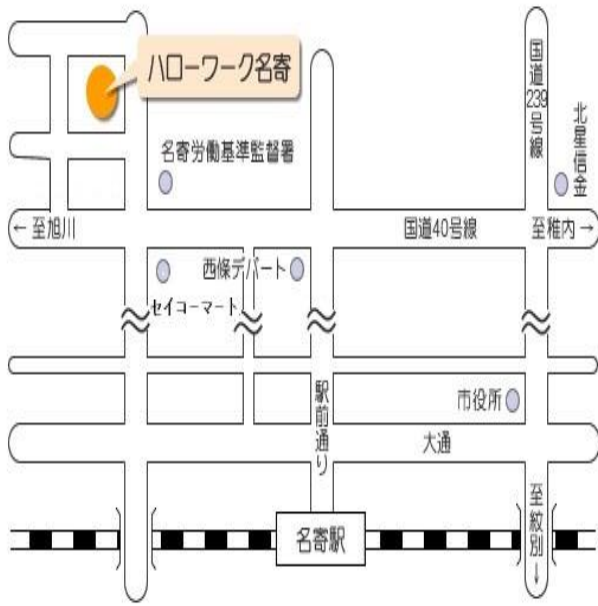 ハローワーク名寄
国道239号線
北星信金
名寄労働基準監督署
← 至旭川
国道40号線
至稚内 →
西條デパート
セイコーマート
市役所
駅前通り
大通
至紋別→
名寄駅